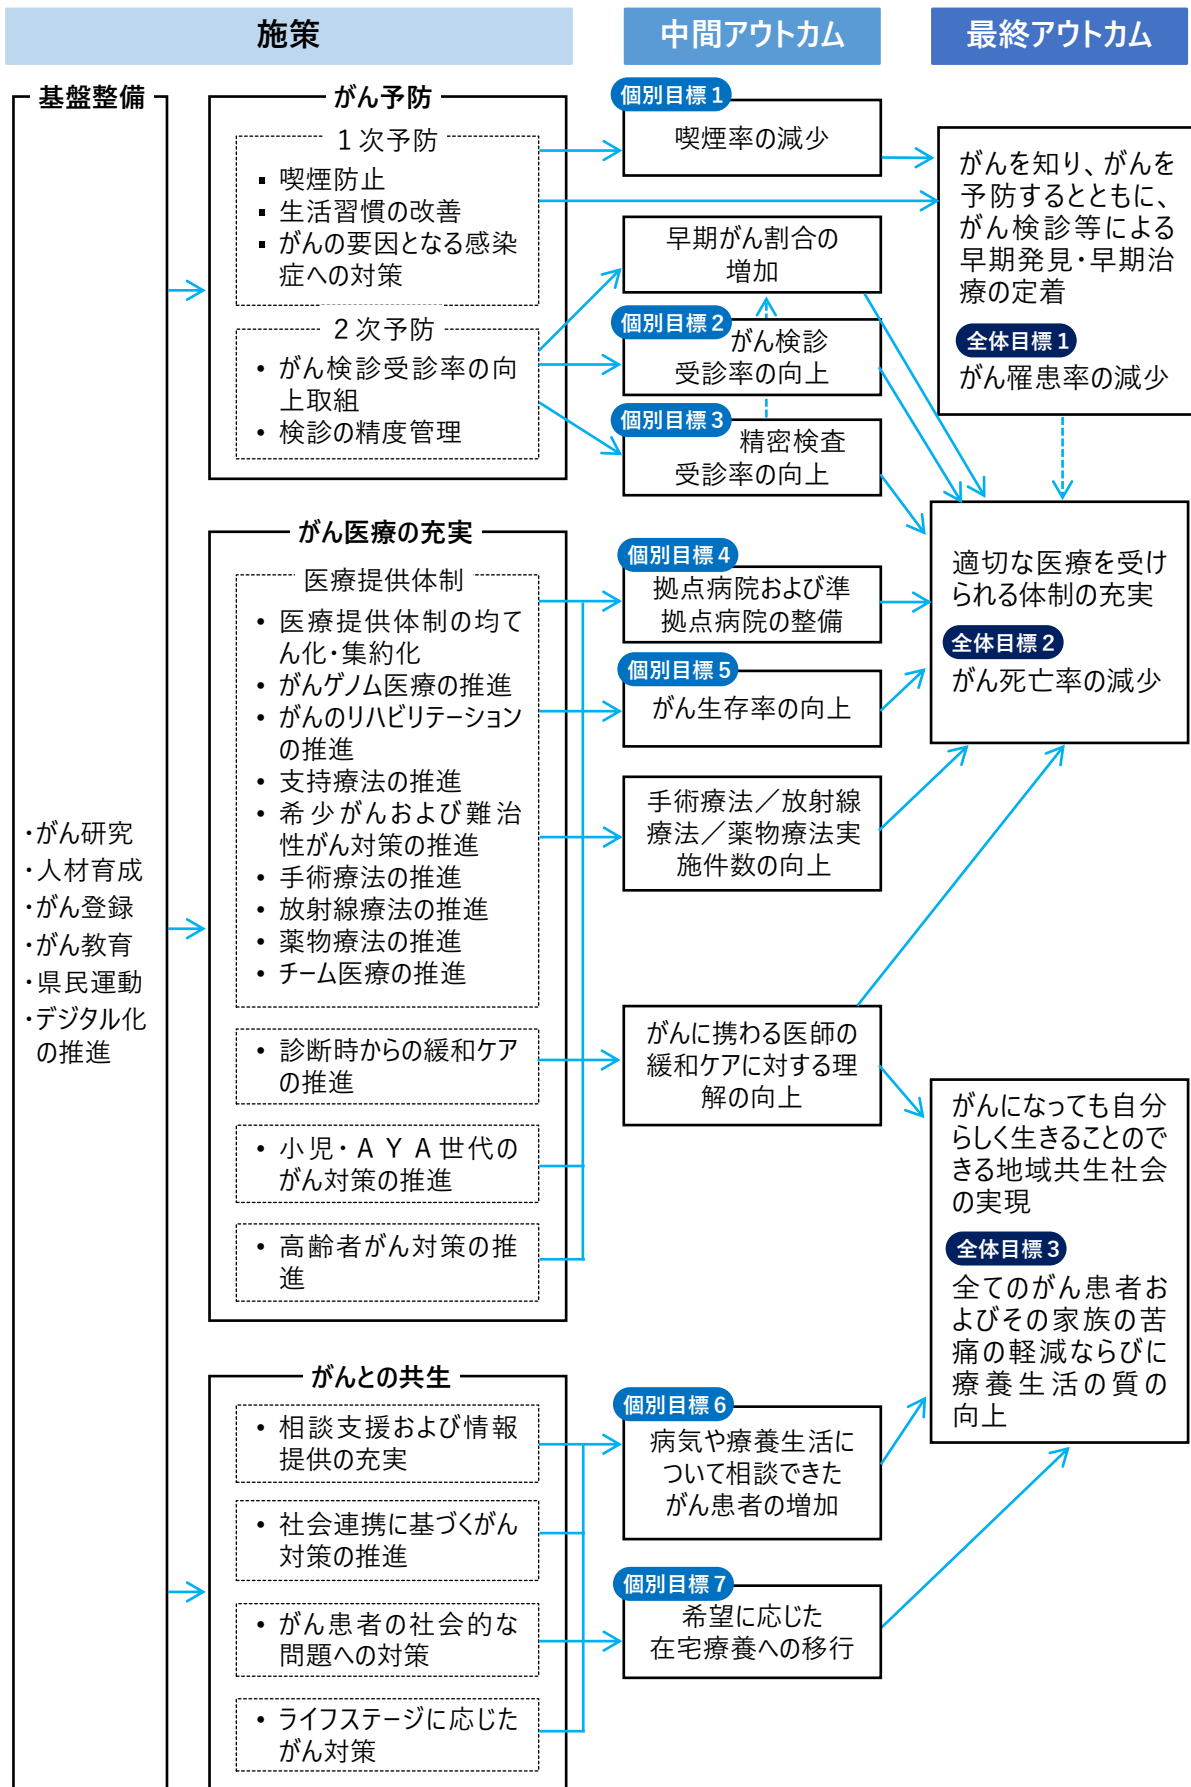 施策
中間アウトカム
最終アウトカム
基盤整備
・がん研究
・人材育成
・がん登録
・がん教育
・県民運動
・デジタル化
の推進
がん予防
1次予防
▪ 喫煙防止
▪ 生活習慣の改善
▪ がんの要因となる感染
症への対策
2次予防
• がん検診受診率の向
上取組
• 検診の精度管理
がん医療の充実
医療提供体制
• 医療提供体制の均て
ん化・集約化
• がんゲノム医療の推進
• がんのリハビリテーション
の推進
• 支持療法の推進
• 希少がんおよび難治
性がん対策の推進
• 手術療法の推進
• 放射線療法の推進
• 薬物療法の推進
• チーム医療の推進
• 診断時からの緩和ケア
の推進
• 小児・AYA世代の
がん対策の推進
• 高齢者がん対策の推
進
がんとの共生
• 相談支援および情報
提供の充実
• 社会連携に基づくがん
対策の推進
• がん患者の社会的な
問題への対策
• ライフステージに応じた
がん対策
個別目標1
喫煙率の減少
早期がん割合の
増加
個別目標2
がん検診
受診率の向上
個別目標3
精密検査
受診率の向上
個別目標4
拠点病院および準
拠点病院の整備
個別目標5
がん生存率の向上
手術療法／放射線
療法／薬物療法実
施件数の向上
がんに携わる医師の
緩和ケアに対する理
解の向上
個別目標6
病気や療養生活に
ついて相談できた
がん患者の増加
個別目標7
希望に応じた
在宅療養への移行
がんを知り、がんを
予防するとともに、
がん検診等による
早期発見・早期治
療の定着
全体目標1
がん罹患率の減少
適切な医療を受け
られる体制の充実
全体目標2
がん死亡率の減少
がんになっても自分
らしく生きることので
きる地域共生社会
の実現
全体目標3
全てのがん患者お
よびその家族の苦
痛の軽減ならびに
療養生活の質の
向上